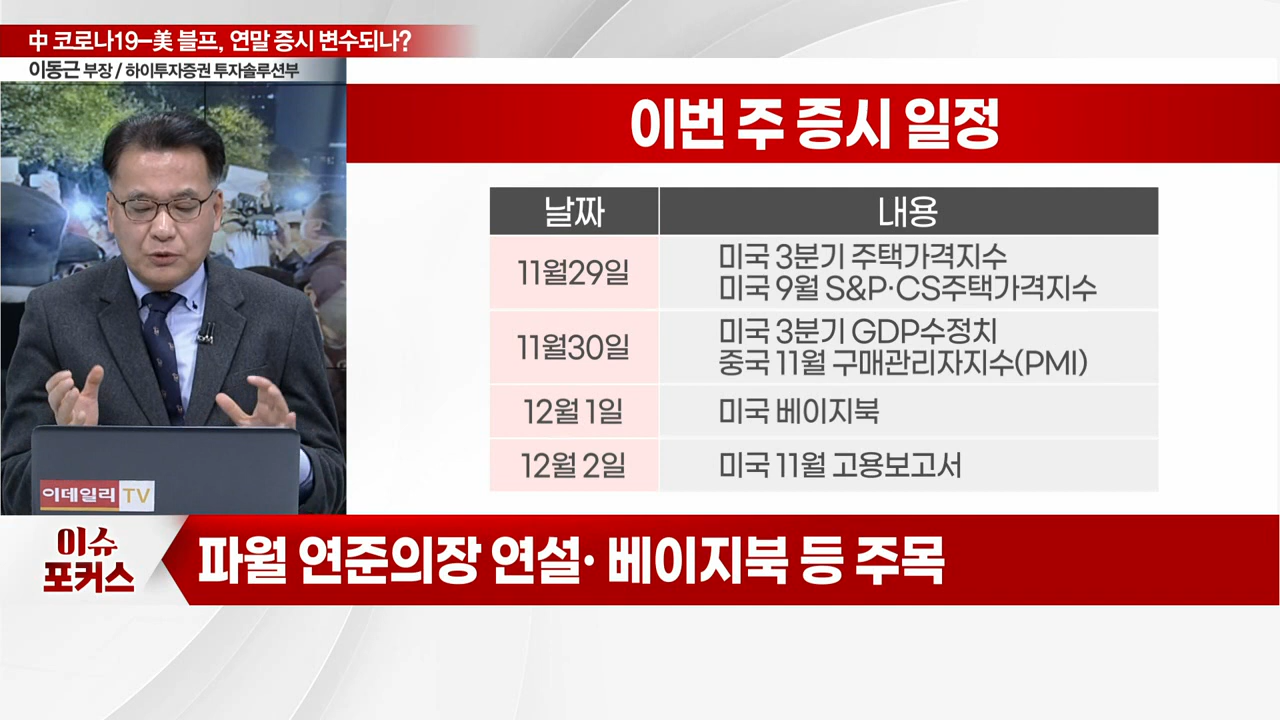 中 코로나19-美 블프, 연말 증시 변수되나?
이동근 부장 / 하이투자증권 투자솔루션부
이번 주 증시 일정
날짜 내용
11월29일 미국 3분기 주택가격지수
미국 9월 S&P·CS주택가격지수
11월30일 미국 3분기 GDP수정치
중국 11월 구매관리자지수(PMI)
12월 1일 미국 베이지북
12월 2일 미국 11월 고용보고서
이데일리 TV
이슈
포커스
파월 연준의장 연설· 베이지북 등 주목